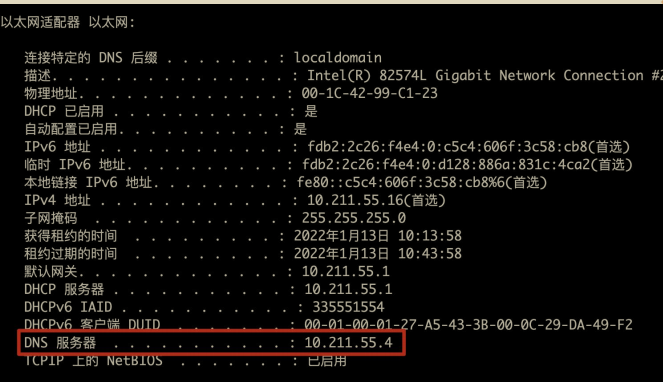 以太网适配器 以太网:
连接特定的 DNS 后缀 . . . . . . . : localdomain
描述. . . . . . . . . . . . . . . : Intel(R) 82574L Gigabit Network Connection #2
物理地址. . . . . . . . . . . . . : 00-1C-42-99-C1-23
DHCP 已启用 . . . . . . . . . . . : 是
自动配置已启用. . . . . . . . . . : 是
IPv6 地址 . . . . . . . . . . . . : fdb2:2c26:f4e4:0:c5c4:606f:3c58:cb8(首选)
临时 IPv6 地址. . . . . . . . . . : fdb2:2c26:f4e4:0:d128:886a:831c:4ca2(首选)
本地链接 IPv6 地址. . . . . . . . : fe80::c5c4:606f:3c58:cb8%6(首选)
IPv4 地址 . . . . . . . . . . . . : 10.211.55.16(首选)
子网掩码 . . . . . . . . . . . . : 255.255.255.0
获得租约的时间 . . . . . . . . . : 2022年1月13日 10:13:58
租约过期的时间 . . . . . . . . . : 2022年1月13日 10:43:58
默认网关. . . . . . . . . . . . . : 10.211.55.1
DHCP 服务器 . . . . . . . . . . . : 10.211.55.1
DHCPv6 IAID . . . . . . . . . . . : 335551554
DHCPv6 客户端 DUID . . . . . . . : 00-01-00-01-27-A5-43-3B-00-0C-29-DA-49-F2
DNS 服务器 . . . . . . . . . . . : 10.211.55.4
TCPIP 上的 NetBIOS . . . . . . . : 已启用